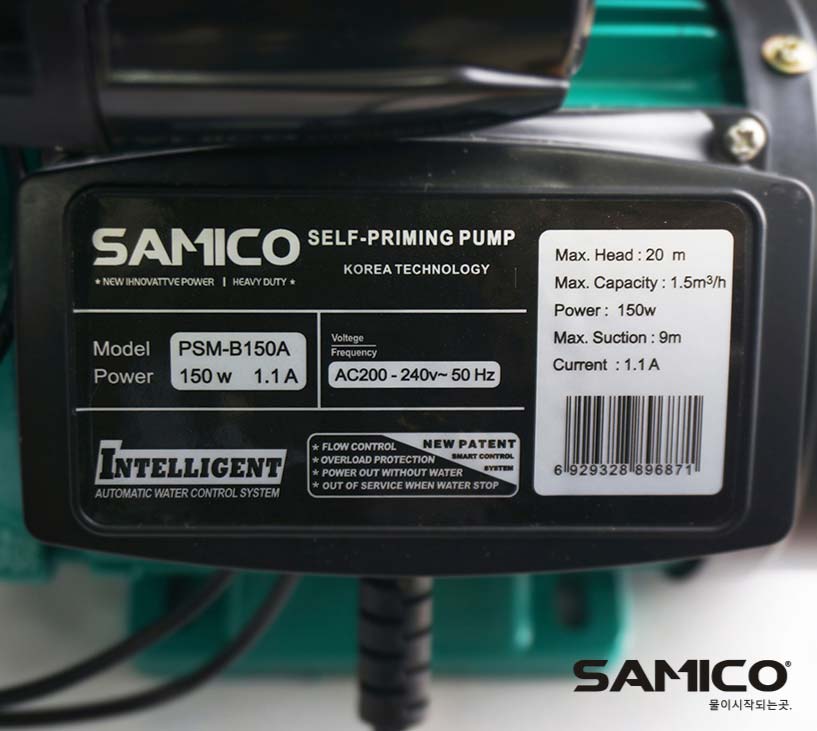 SAMICO
SELF-PRIMING PUMP
KOREA TECHNOLOGY
★ NEW IHNOVATTVE POWER | HEAVY DUTY ★
Model PSM-B150A
Power 150 w 1.1 A
Voltege
Frequency
AC200 - 240v~ 50 Hz
INTELLIGENT
AUTOMATIC WATER CONTROL SYSTEM
NEW PATENT
SMART CONTROL
SYSTEM
* FLOW CONTROL
* OVERLOAD PROTECTION
* POWER OUT WITHOUT WATER
* OUT OF SERVICE WHEN WATER STOP
Max. Head : 20 m
Max. Capacity : 1.5m³/h
Power : 150w
Max. Suction : 9m
Current : 1.1 A
6 929328 896871
SAMICO®
물이시작되는곳.